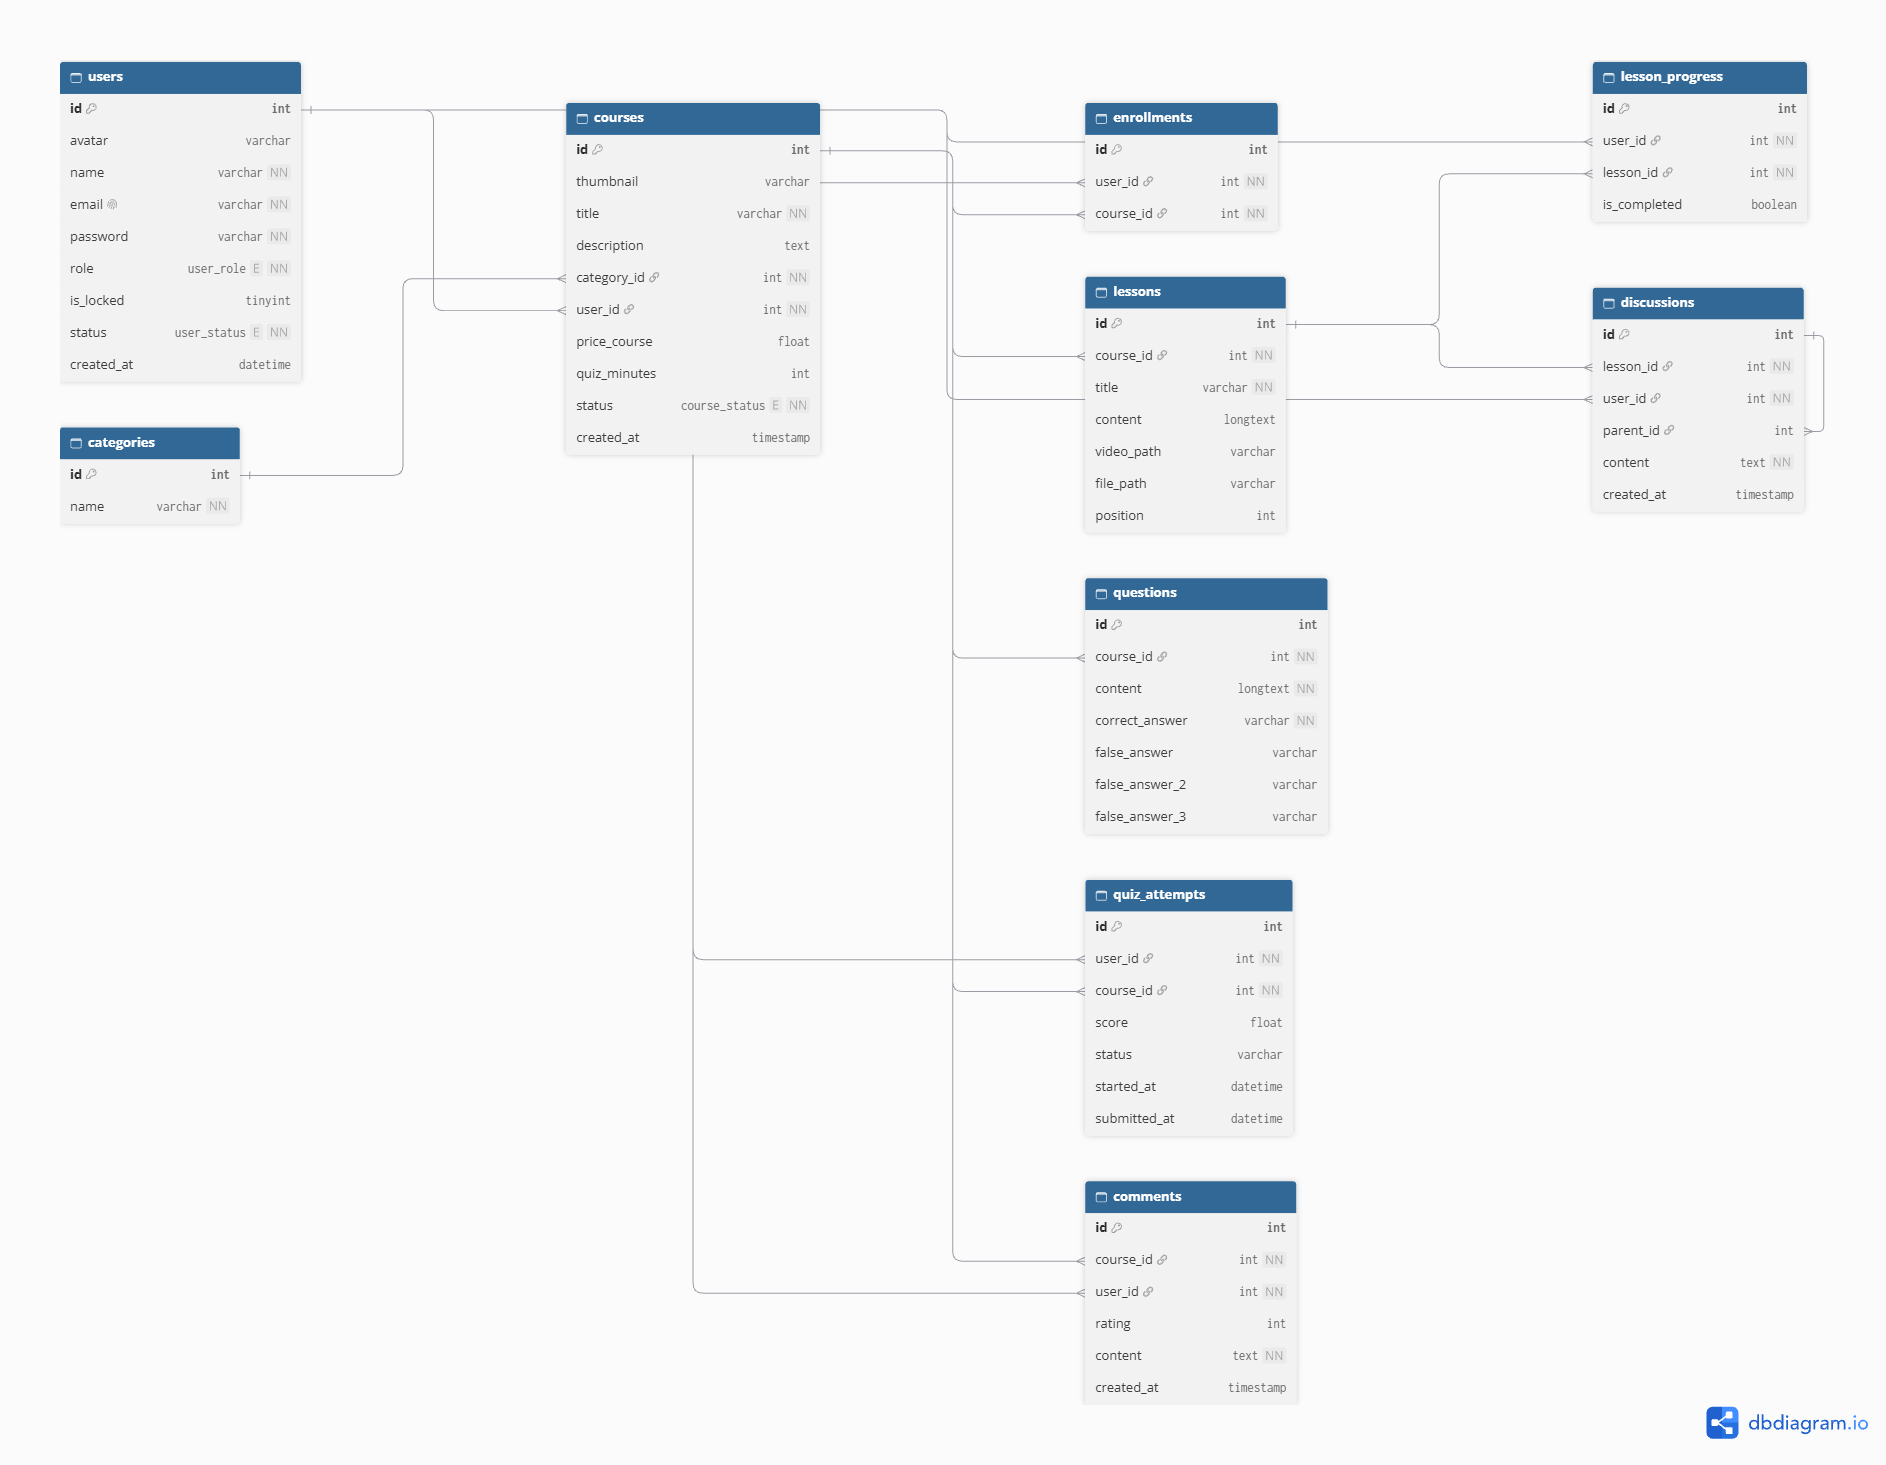 users
id int
avatar varchar
name varchar NN
email varchar NN
password varchar NN
role user_role E NN
is_locked tinyint
status user_status E NN
created_at datetime
categories
id int
name varchar NN
courses
id int
thumbnail varchar
title varchar NN
description text
category_id int NN
user_id int NN
price_course float
quiz_minutes int
status course_status E NN
created_at timestamp
enrollments
id int
user_id int NN
course_id int NN
lessons
id int
course_id int NN
title varchar NN
content longtext
video_path varchar
file_path varchar
position int
questions
id int
course_id int NN
content longtext NN
correct_answer varchar NN
false_answer varchar
false_answer_2 varchar
false_answer_3 varchar
quiz_attempts
id int
user_id int NN
course_id int NN
score float
status varchar
started_at datetime
submitted_at datetime
comments
id int
course_id int NN
user_id int NN
rating int
content text NN
created_at timestamp
lesson_progress
id int
user_id int NN
lesson_id int NN
is_completed boolean
discussions
id int
lesson_id int NN
user_id int NN
parent_id int
content text NN
created_at timestamp
dbdiagram.io